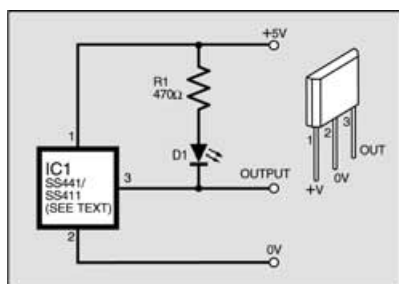 +5V
R1
470Ω
1
IC1
SS441/
SS411
(SEE TEXT)
3
D1
OUTPUT
2
0V
1
2
3
OUT
0V
+V